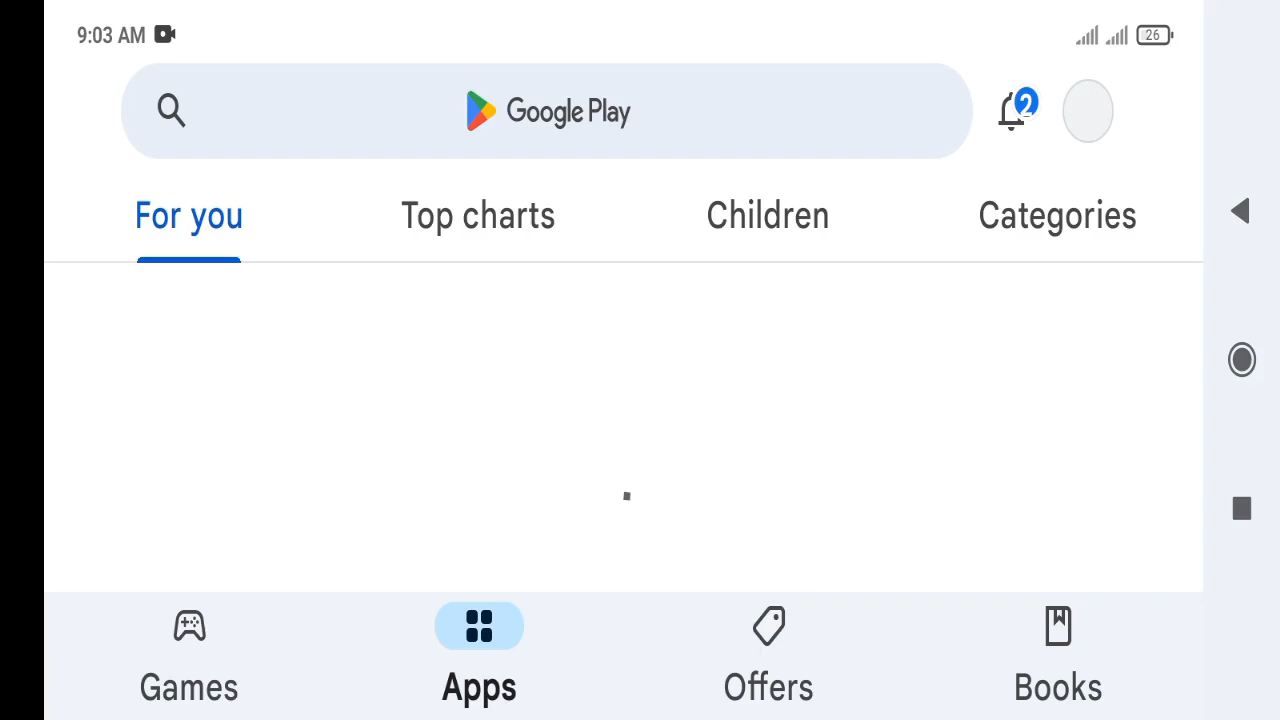 9:03 AM 26
Google Play 2
For you Top charts Children Categories
Games Apps Offers Books